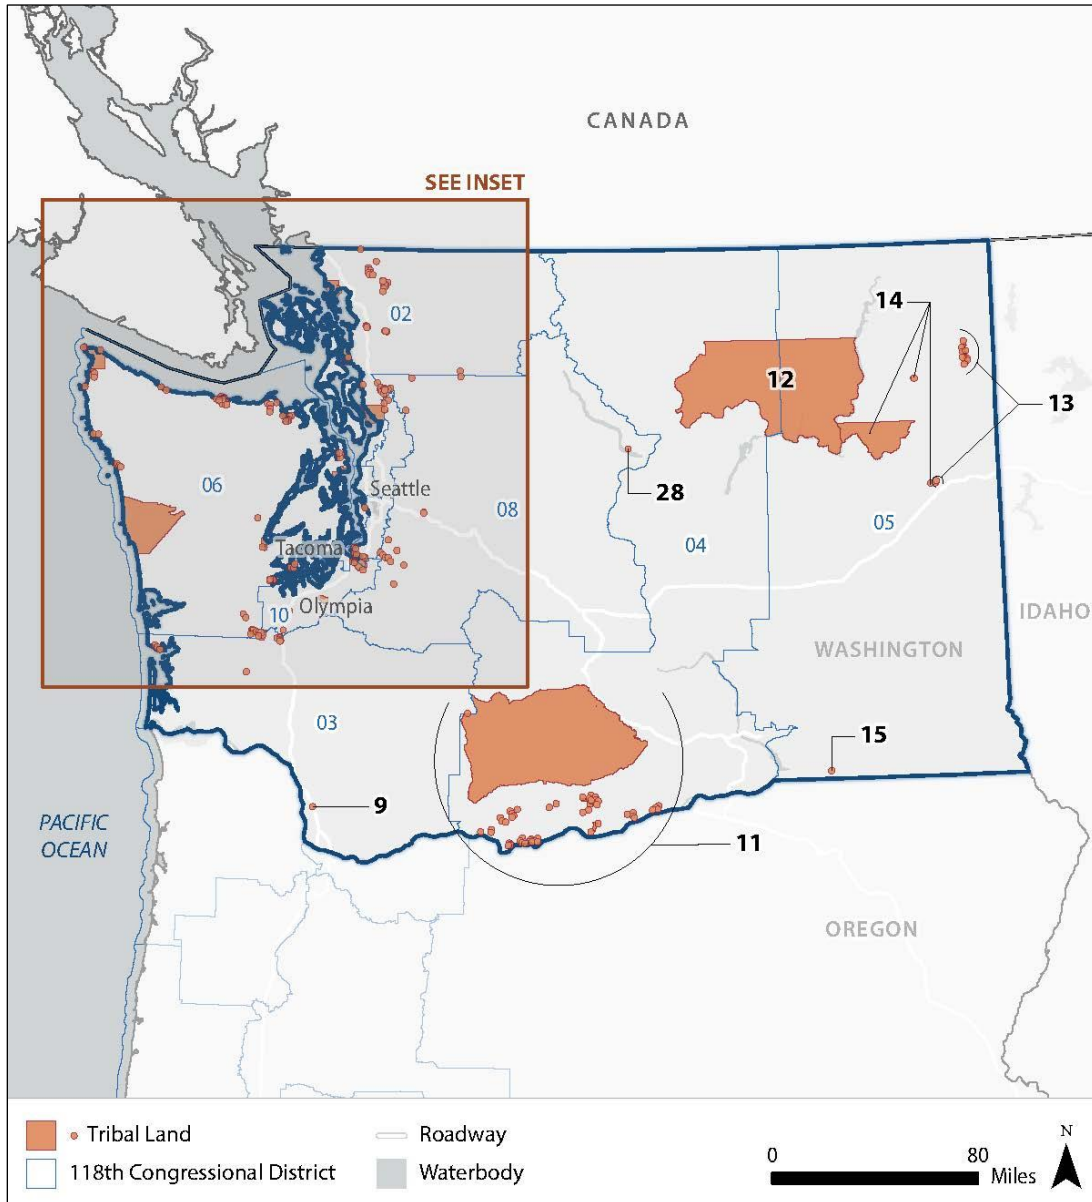 CANADA
SEE INSET
02
14
12
13
06
Seattle
28
08
04
05
Tacoma
10
Olympia
IDAHO
WASHINGTON
03
15
9
PACIFIC
OCEAN
11
OREGON
Tribal Land
Roadway
118th Congressional District
Waterbody
0
80
Miles
N